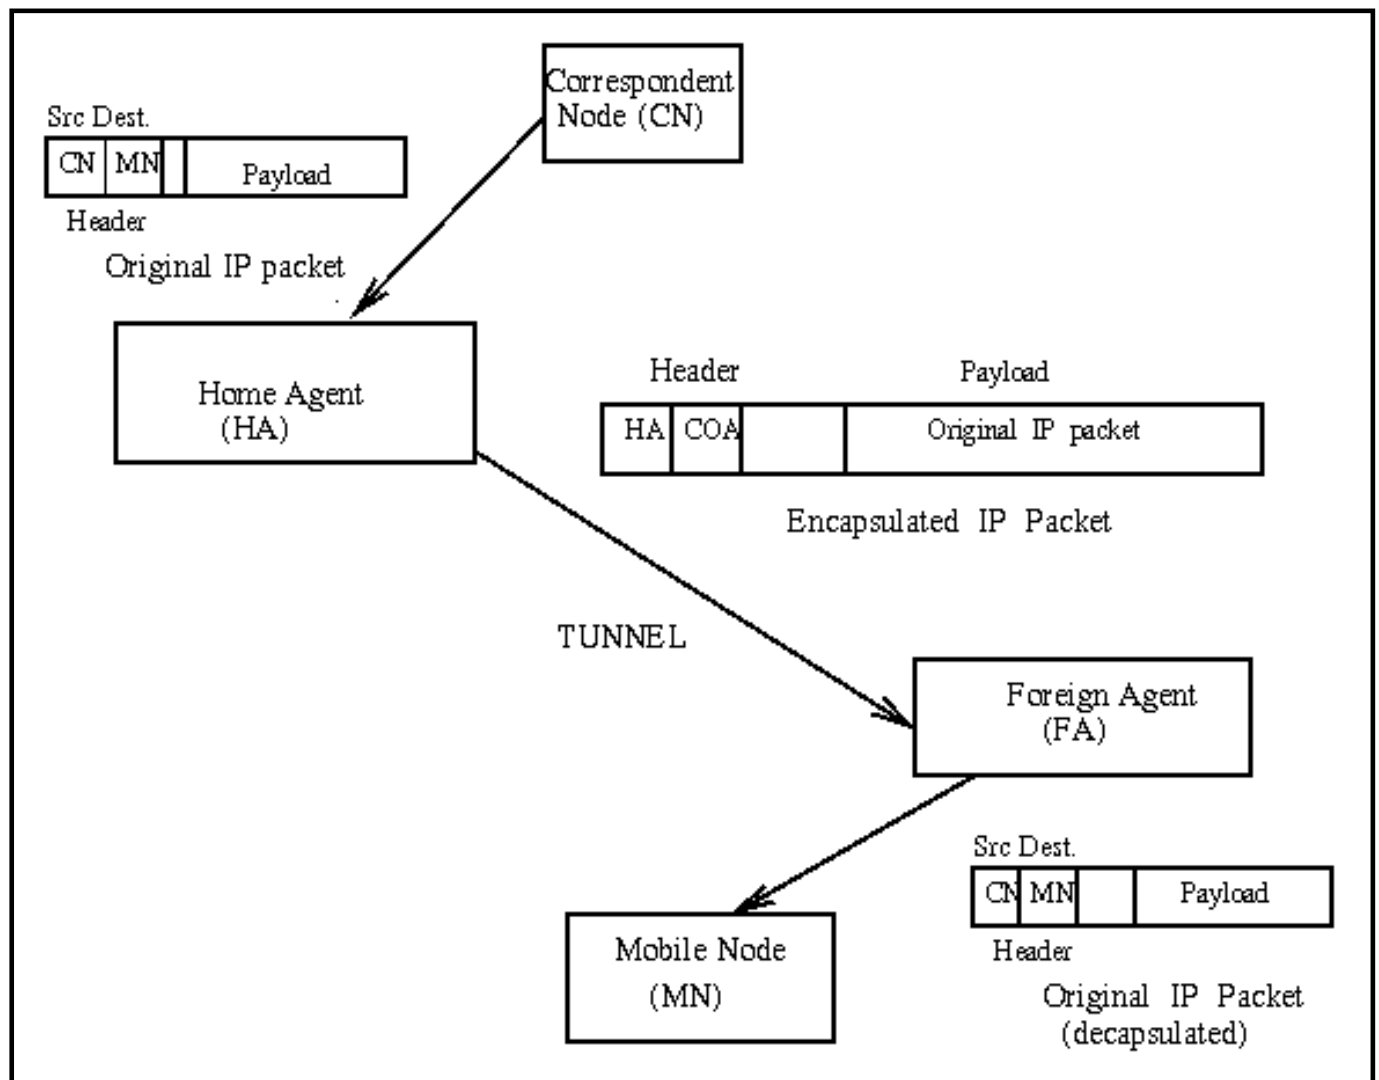 Correspondent
Node (CN)
Src Dest.
CN MN Payload
Header
Original IP packet
Home Agent
(HA)
Header Payload
HA COA Original IP packet
Encapsulated IP Packet
TUNNEL
Foreign Agent
(FA)
Src Dest.
CN MN Payload
Header
Mobile Node
(MN)
Original IP Packet
(decapsulated)